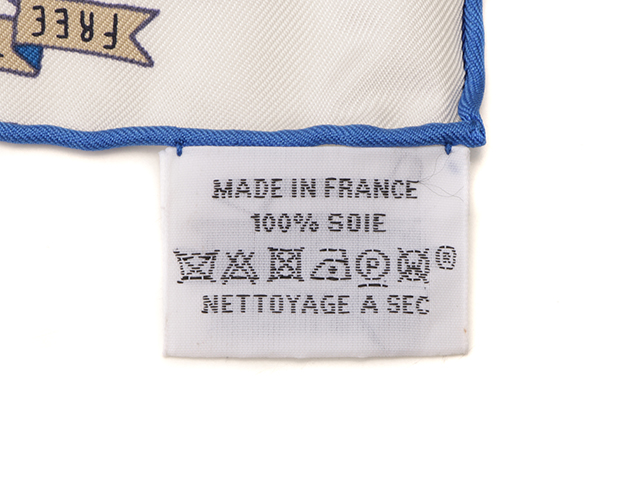 FREE
MADE IN FRANCE
100% SOIE
P W ®
NETTOYAGE A SEC